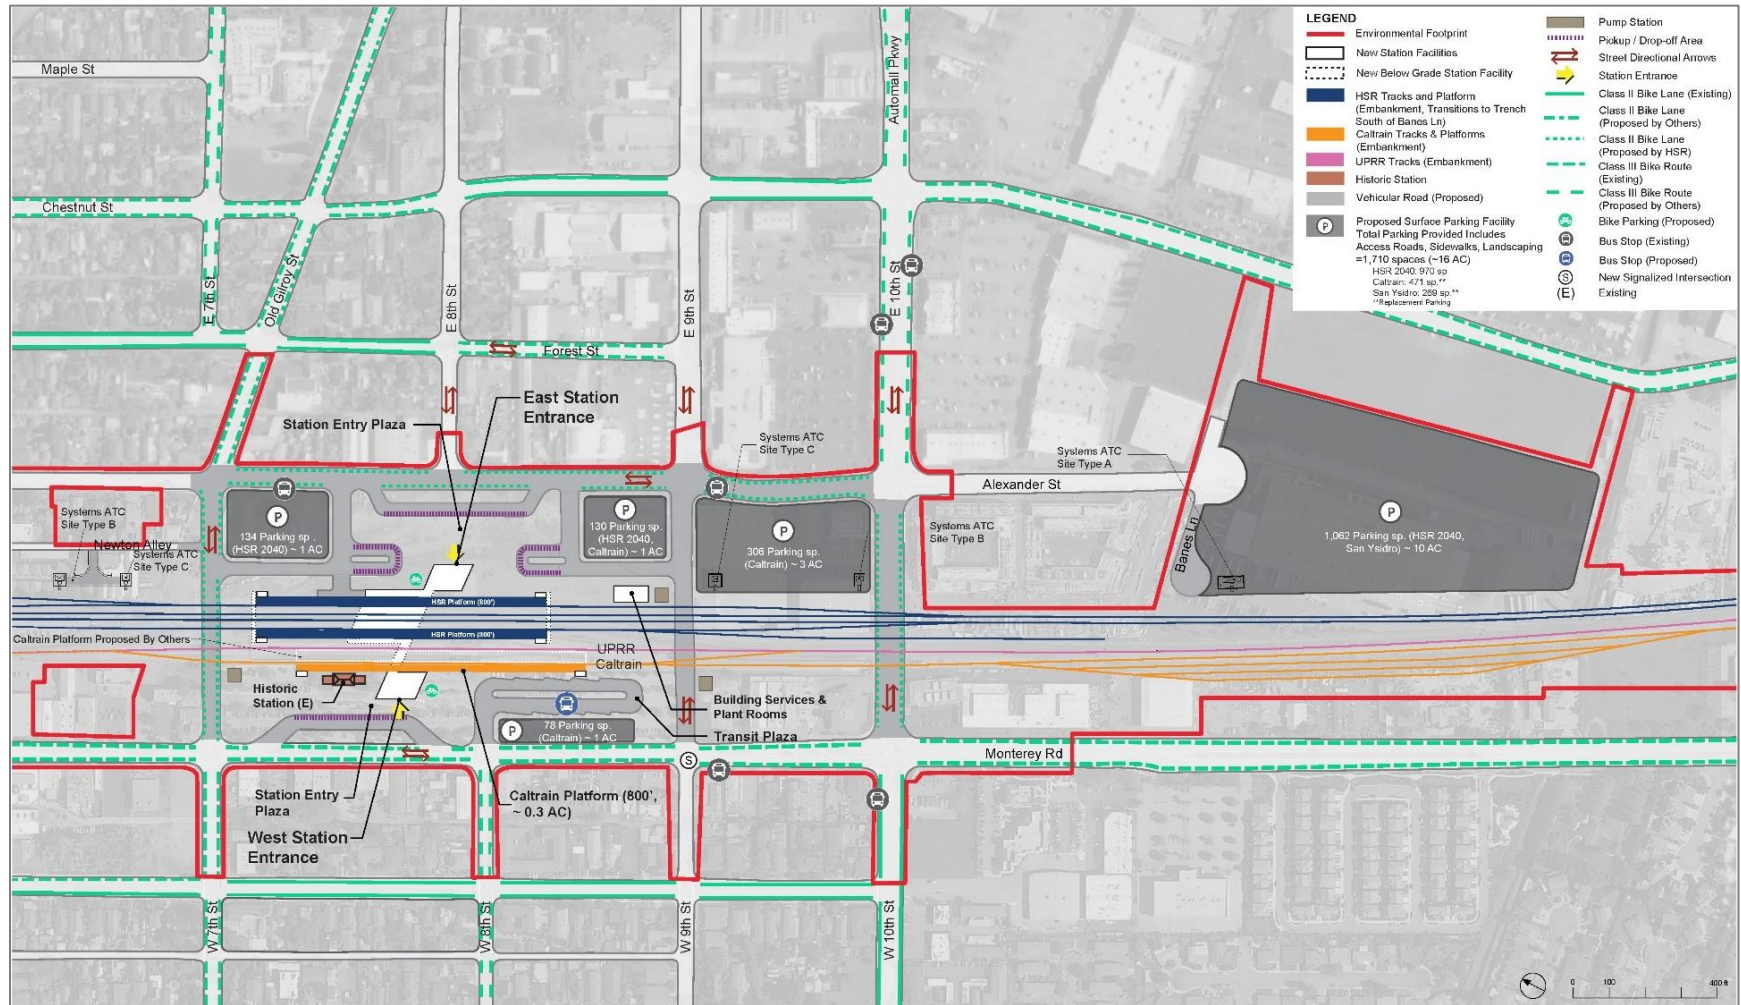 LEGEND
Environmental Footprint
New Station Facilities
New Below Grade Station Facility
HSR Tracks and Platform
(Embankment, Transitions to Trench
South of Banes Ln)
Caltrain Tracks & Platforms
(Embankment)
UPRR Tracks (Embankment)
Historic Station
Vehicular Road (Proposed)
P
Proposed Surface Parking Facility
Total Parking Provided Includes
Access Roads, Sidewalks, Landscaping
=1,710 spaces (~16 AC)
HSR 2040: 970 sp
Caltrain: 471 sp.**
San Ysidro: 269 sp.**
**Replacement Parking
Pump Station
Pickup / Drop-off Area
Street Directional Arrows
Station Entrance
Class II Bike Lane (Existing)
Class II Bike Lane
(Proposed by Others)
Class II Bike Lane
(Proposed by HSR)
Class III Bike Route
(Existing)
Class III Bike Route
(Proposed by Others)
Bike Parking (Proposed)
Bus Stop (Existing)
Bus Stop (Proposed)
S New Signalized Intersection
(E) Existing
Maple St
Automall Pkwy
Chestnut St
E 7th St
Old Gilroy St
E 8th St
E 9th St
E 10th St
Forest St
East Station
Entrance
Station Entry Plaza
Systems ATC
Site Type C
Systems ATC
Site Type A
Alexander St
Systems ATC
Site Type B
Newton Alley
Systems ATC
Site Type C
P
134 Parking sp.
(HSR 2040) ~ 1 AC
P
130 Parking sp.
(HSR 2040,
Caltrain) ~ 1 AC
P
306 Parking sp.
(Caltrain) ~ 3 AC
Systems ATC
Site Type B
Banes Ln
P
1,062 Parking sp. (HSR 2040,
San Ysidro) ~ 10 AC
HSR Platform (800')
HSR Platform (800')
Caltrain Platform Proposed By Others
UPRR
Caltrain
Historic
Station (E)
Building Services &
Plant Rooms
P
78 Parking sp.
(Caltrain) ~ 1 AC
Transit Plaza
S
Monterey Rd
Station Entry
Plaza
Caltrain Platform (800',
~ 0.3 AC)
West Station
Entrance
W 7th St
W 8th St
W 9th St
W 10th St
0 100 400 ft